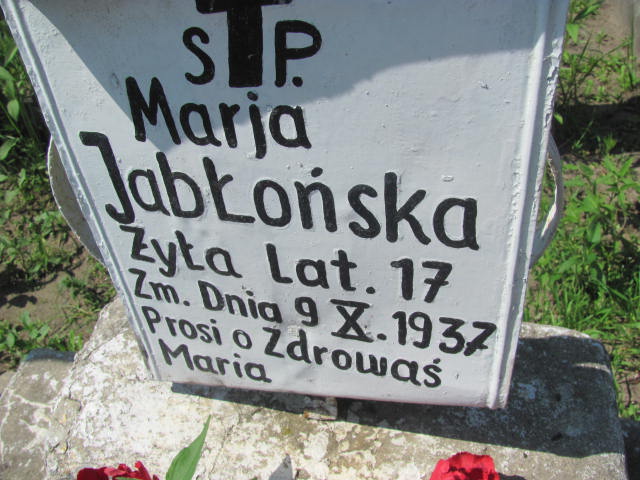 S P.
Marja
Jabłońska
Żyła Lat. 17
Zm. Dnia 9 X. 1937
Prosi o Zdrowaś
Maria